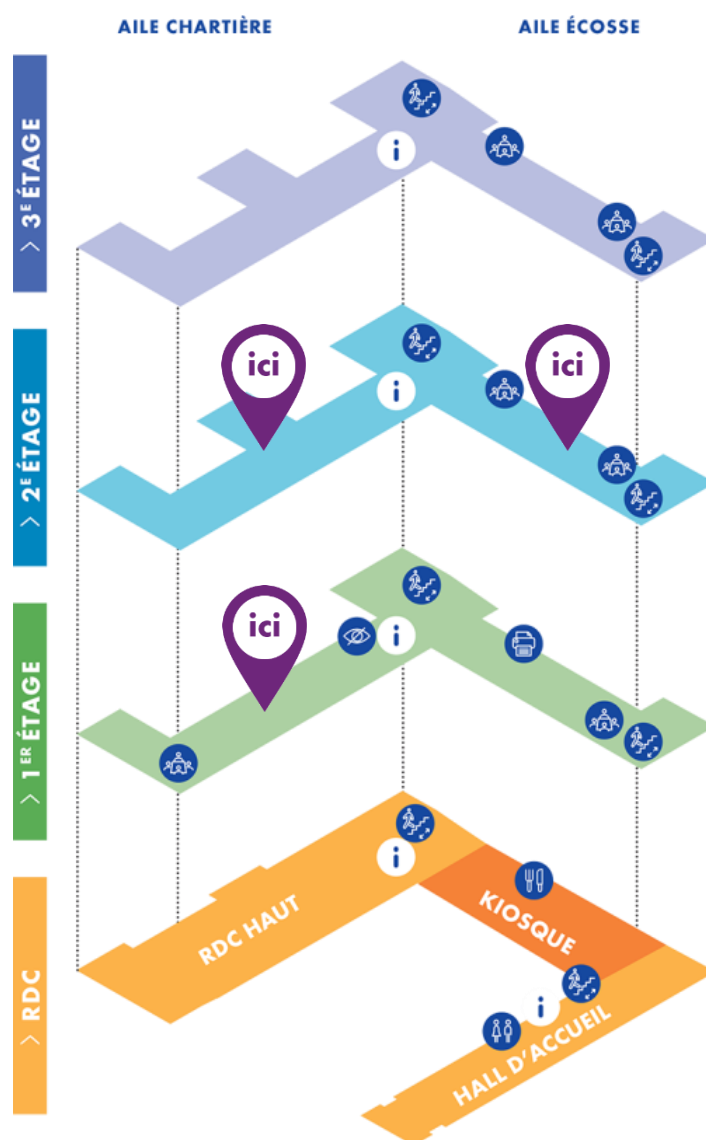 AILE CHARTIÈRE
AILE ÉCOSSE
> 3E ÉTAGE
i
> 2E ÉTAGE
ici
ici
i
> 1ER ÉTAGE
ici
i
> RDC
i
RDC HAUT
KIOSQUE
i
HALL D'ACCUEIL